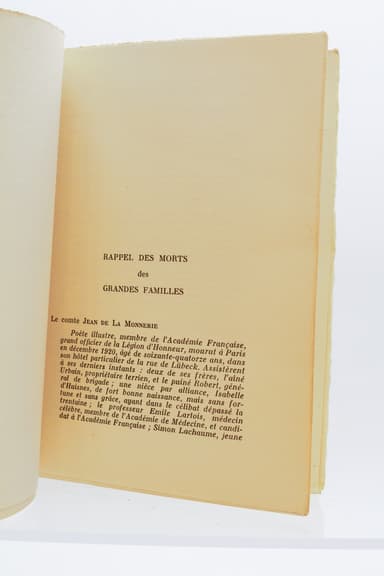 RAPPEL DES MORTS
des
GRANDES FAMILLES
Le comte JEAN DE LA MONNERIE
Poète illustre, membre de l'Académie Française,
grand officier de la Légion d'Honneur, mourut à Paris
en décembre 1920, âgé de soixante-quatorze ans, dans
son hôtel particulier de la rue de Lübeck. Assistèrent
à ses derniers instants : deux de ses frères, l'aîné
Urbain, propriétaire terrien, et le puîné Robert, géné-
ral de brigade ; une nièce par alliance, Isabelle
d'Huisnes, de fort bonne naissance, mais sans for-
tune et sans grâce, ayant dans le célibat dépassé la
trentaine ; le professeur Emile Lartois, médecin
célèbre, membre de l'Académie de Médecine, et candi-
dat à l'Académie Française ; Simon Lachaume, jeune